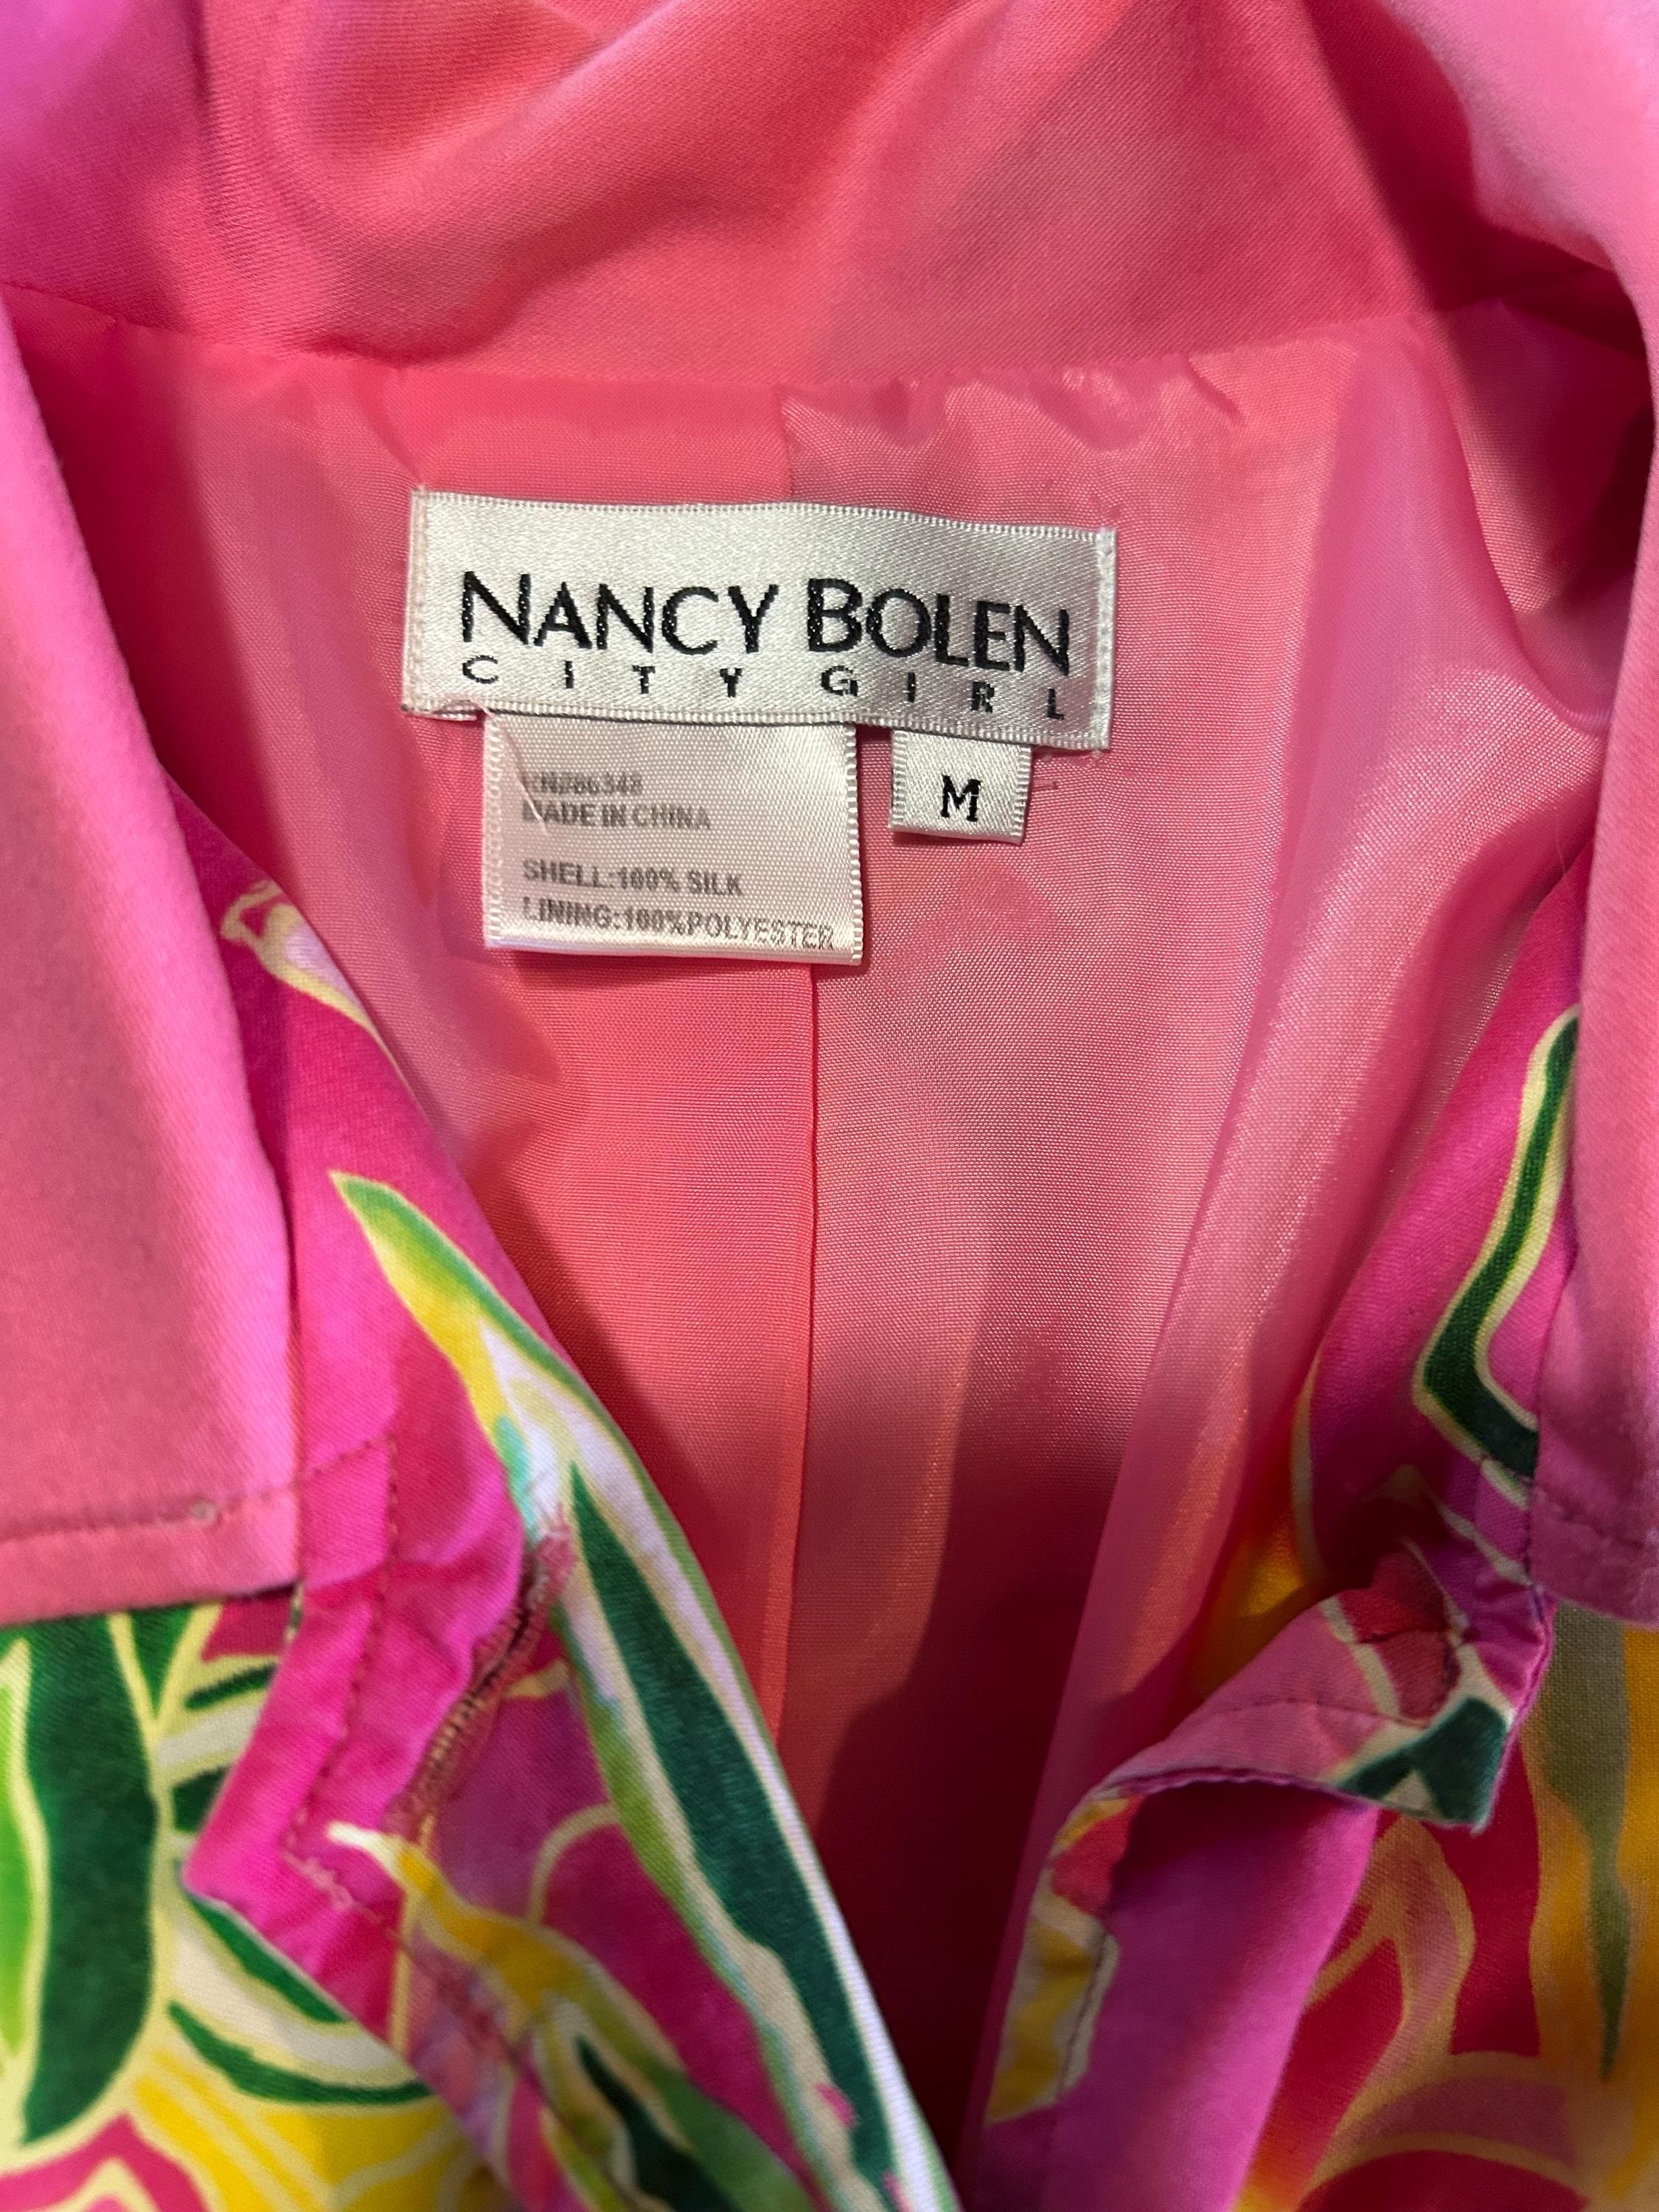 NANCY BOLEN
CITY GIRL
M
MADE IN CHINA
SHELL:100% SILK
LINING:100%POLYESTER